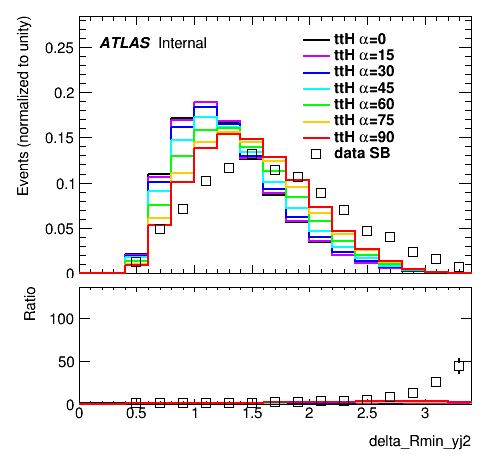 ATLAS Internal
ttH α=0
ttH α=15
ttH α=30
ttH α=45
ttH α=60
ttH α=75
ttH α=90
data SB
Events (normalized to unity)
0.25
0.2
0.15
0.1
0.05
0
Ratio
100
50
0
0 0.5 1 1.5 2 2.5 3
delta_Rmin_yj2